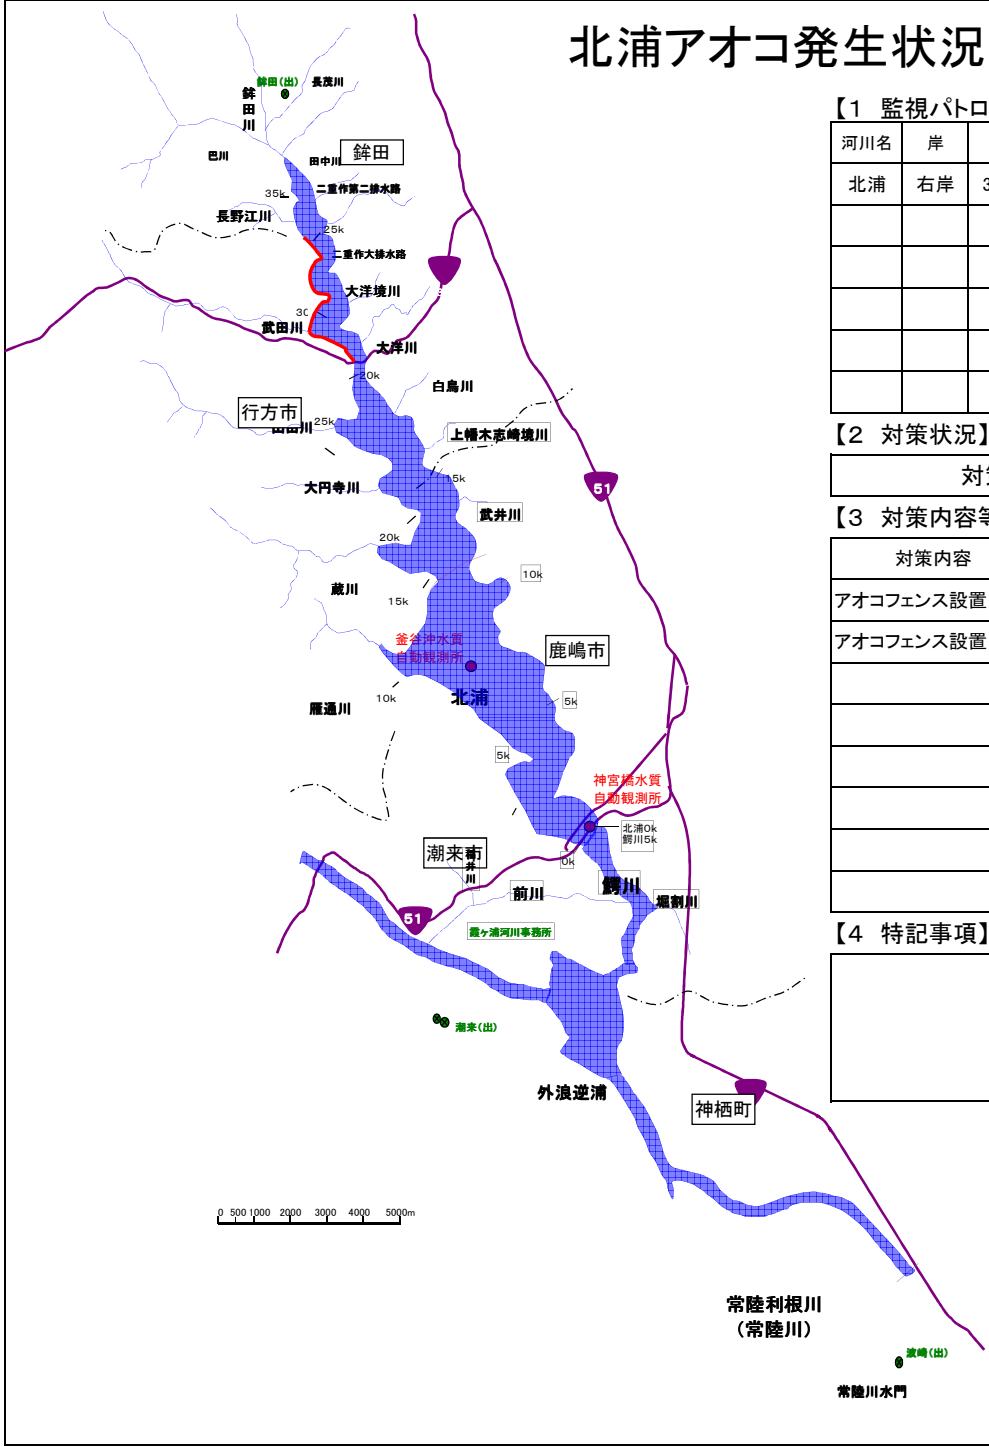 北浦アオコ発生状況
鉾田(出)
長茂川
鉾田川
巴川
田中川
鉾田
35k
二重作第二排水路
長野江川
25k
二重作大排水路
大洋境川
30
武田川
大洋川
20k
白鳥川
行方市
25k
上幡木志崎境川
大円寺川
15k
武井川
51
20k
10k
蔵川
15k
釜谷沖水質
自動観測所
鹿嶋市
北浦
10k
5k
雁通川
5k
神宮橋水質
自動観測所
北浦0k
鰐川5k
潮来市
0k
前川
鰐川
堀割川
51
霞ヶ浦河川事務所
潮来(出)
外浪逆浦
神栖町
0 500 1000 2000 3000 4000 5000m
常陸利根川
(常陸川)
波崎(出)
常陸川水門
【1 監視パトロ
河川名 岸
北浦 右岸 3
【2 対策状況】
対
【3 対策内容等
対策内容
アオコフェンス設置
アオコフェンス設置
【4 特記事項】